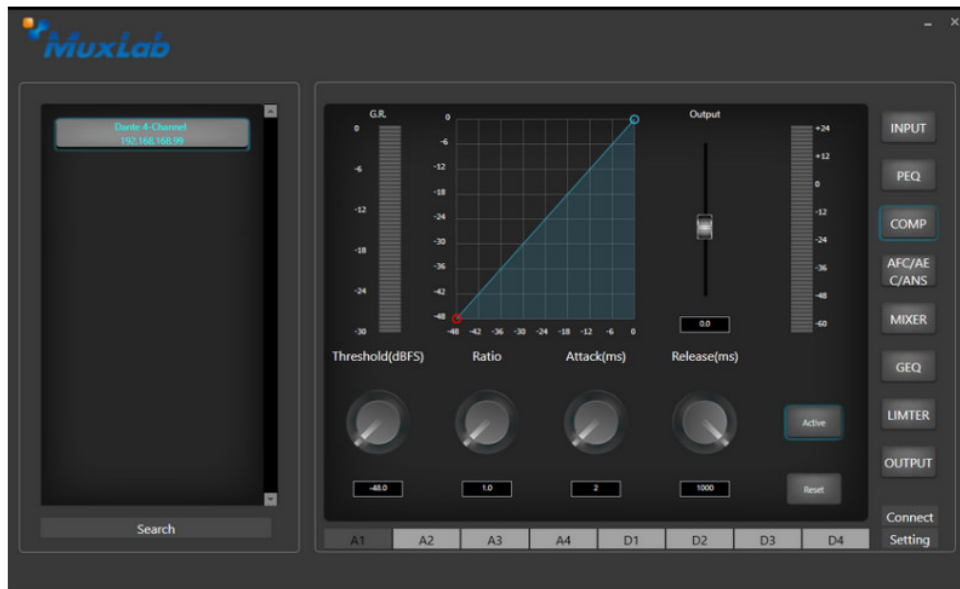 MuxLab
Dante 4-Channel
192.168.168.99
Search
G.R.
0
-6
-12
-18
-24
-30
0
-6
-12
-18
-24
-30
-36
-42
-48
-48 -42 -36 -30 -24 -18 -12 -6 0
Output
0.0
+24
+12
0
-12
-24
-36
-48
-60
Threshold(dBFS) Ratio Attack(ms) Release(ms)
-48.0 1.0 2 1000
Active
Reset
A1 A2 A3 A4 D1 D2 D3 D4
INPUT
PEQ
COMP
AFC/AE
C/ANS
MIXER
GEQ
LIMTER
OUTPUT
Connect
Setting